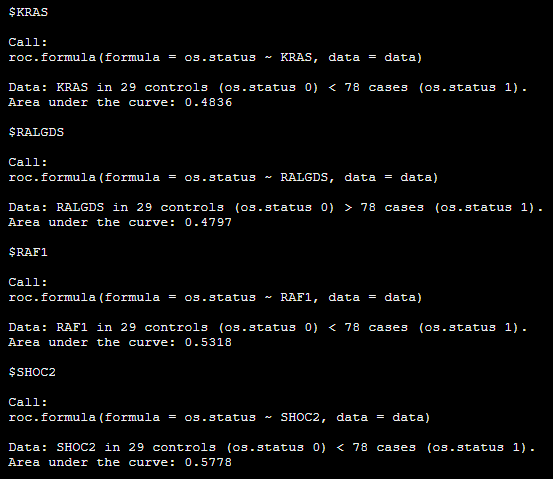 $KRAS
Call:
roc.formula(formula = os.status ~ KRAS, data = data)
Data: KRAS in 29 controls (os.status 0) < 78 cases (os.status 1).
Area under the curve: 0.4836
$RALGDS
Call:
roc.formula(formula = os.status ~ RALGDS, data = data)
Data: RALGDS in 29 controls (os.status 0) > 78 cases (os.status 1).
Area under the curve: 0.4797
$RAF1
Call:
roc.formula(formula = os.status ~ RAF1, data = data)
Data: RAF1 in 29 controls (os.status 0) < 78 cases (os.status 1).
Area under the curve: 0.5318
$SHOC2
Call:
roc.formula(formula = os.status ~ SHOC2, data = data)
Data: SHOC2 in 29 controls (os.status 0) < 78 cases (os.status 1).
Area under the curve: 0.5778